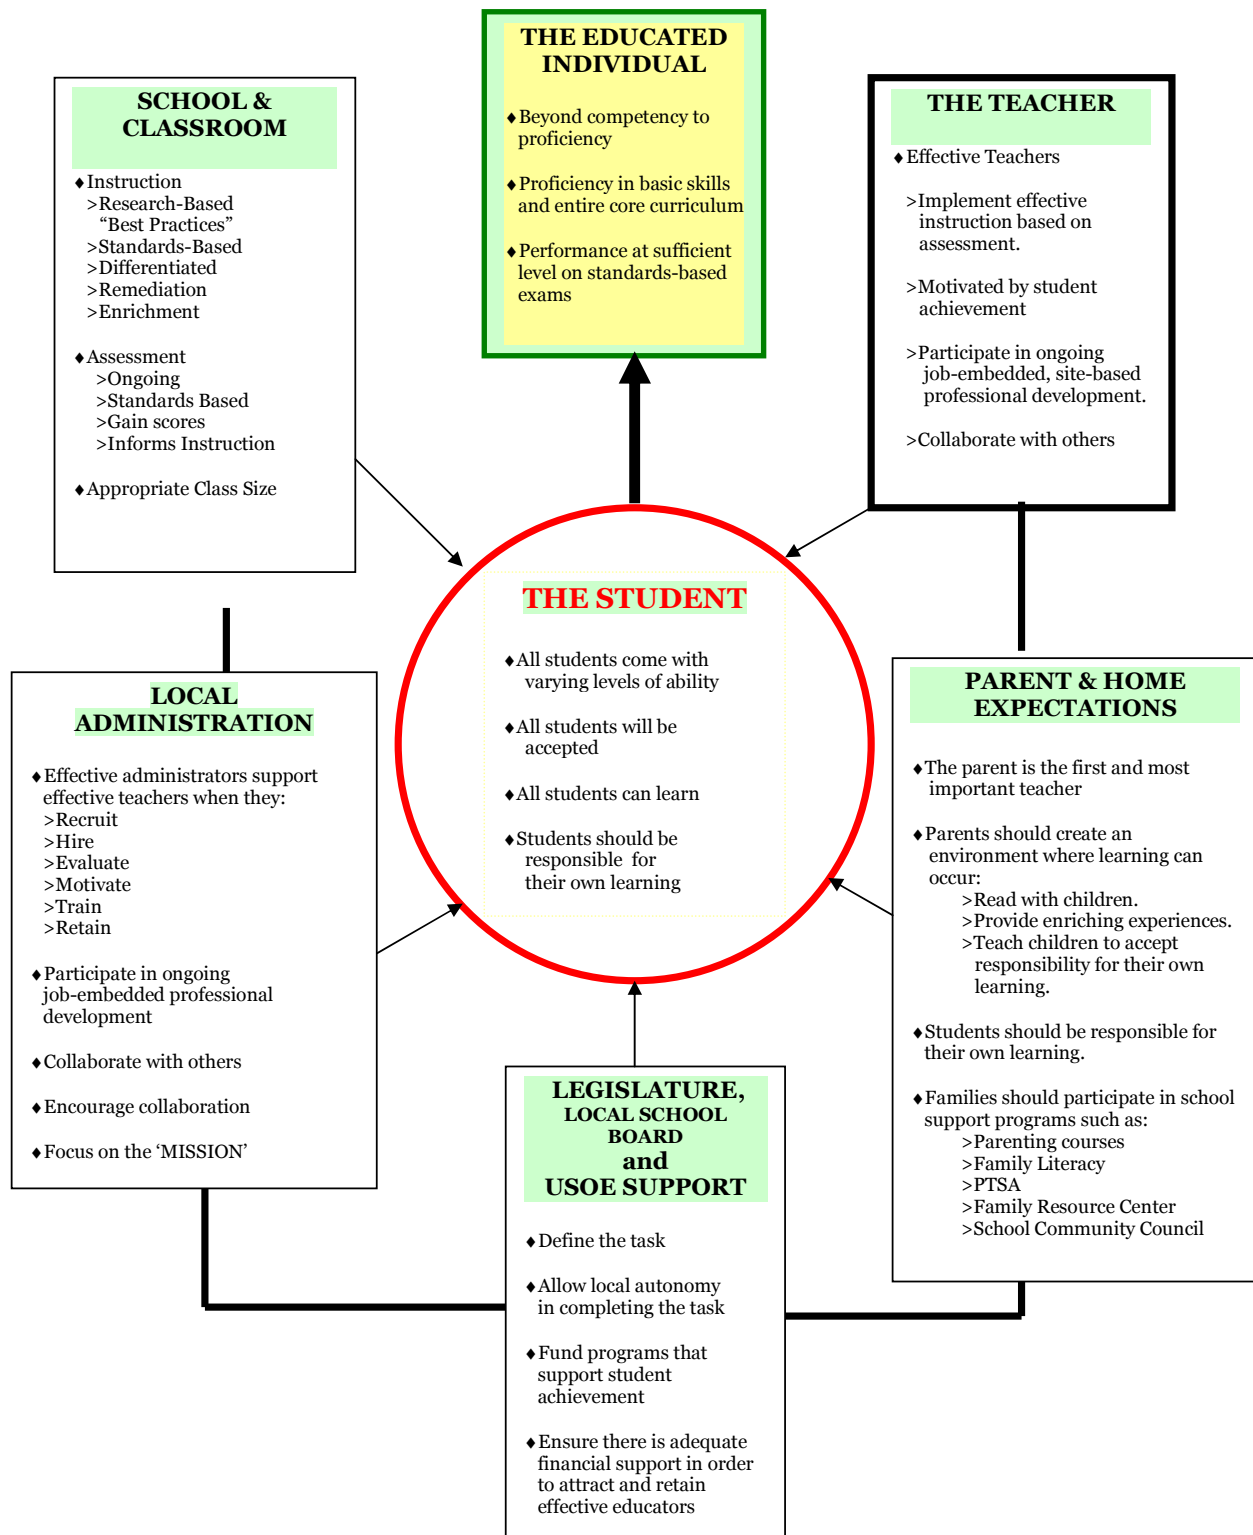 THE EDUCATED
INDIVIDUAL
♦Beyond competency to
proficiency
♦Proficiency in basic skills
and entire core curriculum
♦Performance at sufficient
level on standards-based
exams
SCHOOL &
CLASSROOM
♦Instruction
>Research-Based
“Best Practices”
>Standards-Based
>Differentiated
>Remediation
>Enrichment
♦Assessment
>Ongoing
>Standards Based
>Gain scores
>Informs Instruction
♦Appropriate Class Size
THE TEACHER
♦Effective Teachers
>Implement effective
instruction based on
assessment.
>Motivated by student
achievement
>Participate in ongoing
job-embedded, site-based
professional development.
>Collaborate with others
THE STUDENT
♦All students come with
varying levels of ability
♦All students will be
accepted
♦All students can learn
♦Students should be
responsible for
their own learning
LOCAL
ADMINISTRATION
♦Effective administrators support
effective teachers when they:
>Recruit
>Hire
>Evaluate
>Motivate
>Train
>Retain
♦Participate in ongoing
job-embedded professional
development
♦Collaborate with others
♦Encourage collaboration
♦Focus on the ‘MISSION’
PARENT & HOME
EXPECTATIONS
♦The parent is the first and most
important teacher
♦Parents should create an
environment where learning can
occur:
>Read with children.
>Provide enriching experiences.
>Teach children to accept
responsibility for their own
learning.
♦Students should be responsible for
their own learning.
♦Families should participate in school
support programs such as:
>Parenting courses
>Family Literacy
>PTSA
>Family Resource Center
>School Community Council
LEGISLATURE,
LOCAL SCHOOL
BOARD
and
USOE SUPPORT
♦Define the task
♦Allow local autonomy
in completing the task
♦Fund programs that
support student
achievement
♦Ensure there is adequate
financial support in order
to attract and retain
effective educators